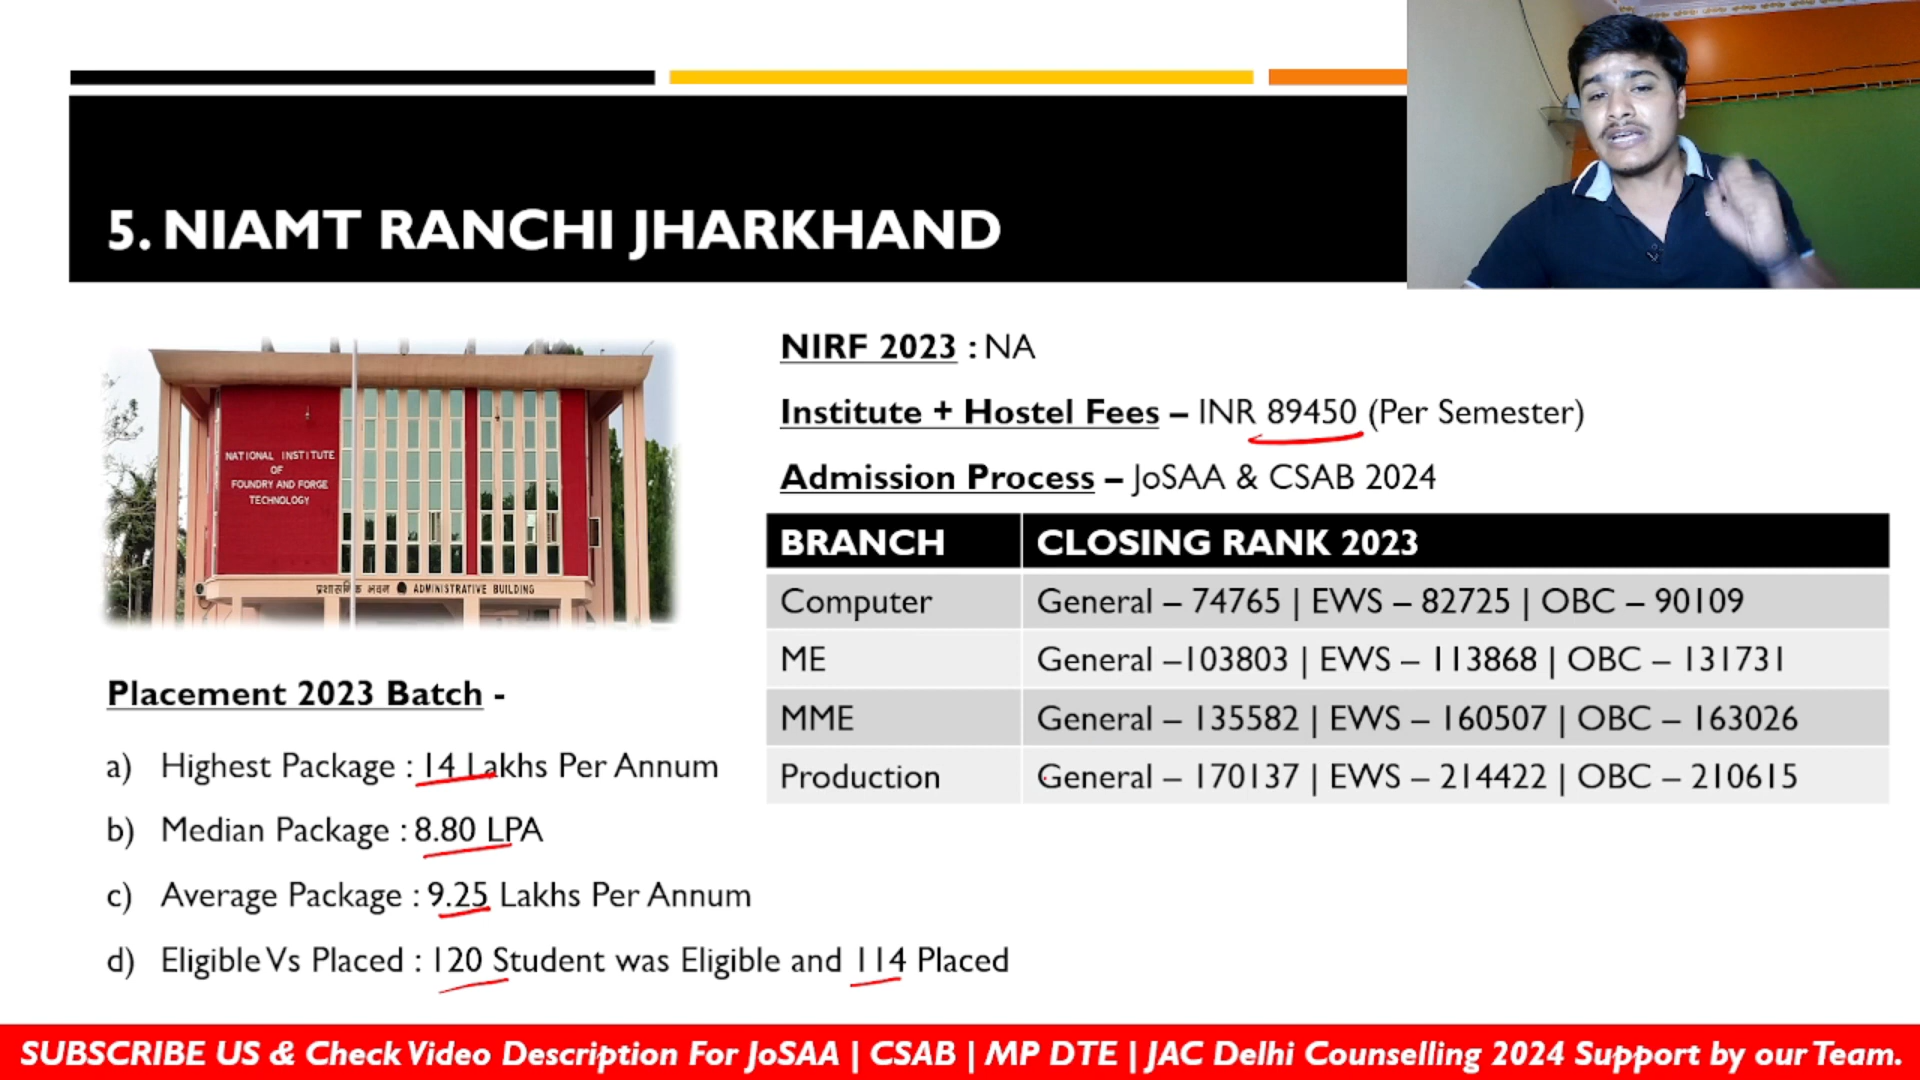 5. NIAMT RANCHI JHARKHAND
NATIONAL INSTITUTE
OF
FOUNDRY AND FORGE
TECHNOLOGY
प्रशासनिक भवन ADMINISTRATIVE BUILDING
Placement 2023 Batch -
a) Highest Package : 14 Lakhs Per Annum
b) Median Package : 8.80 LPA
c) Average Package : 9.25 Lakhs Per Annum
d) Eligible Vs Placed : 120 Student was Eligible and 114 Placed
NIRF 2023 : NA
Institute + Hostel Fees – INR 89450 (Per Semester)
Admission Process – JoSAA & CSAB 2024
BRANCH CLOSING RANK 2023
Computer General – 74765 | EWS – 82725 | OBC – 90109
ME General –103803 | EWS – 113868 | OBC – 131731
MME General – 135582 | EWS – 160507 | OBC – 163026
Production General – 170137 | EWS – 214422 | OBC – 210615
SUBSCRIBE US & Check Video Description For JoSAA | CSAB | MP DTE | JAC Delhi Counselling 2024 Support by our Team.